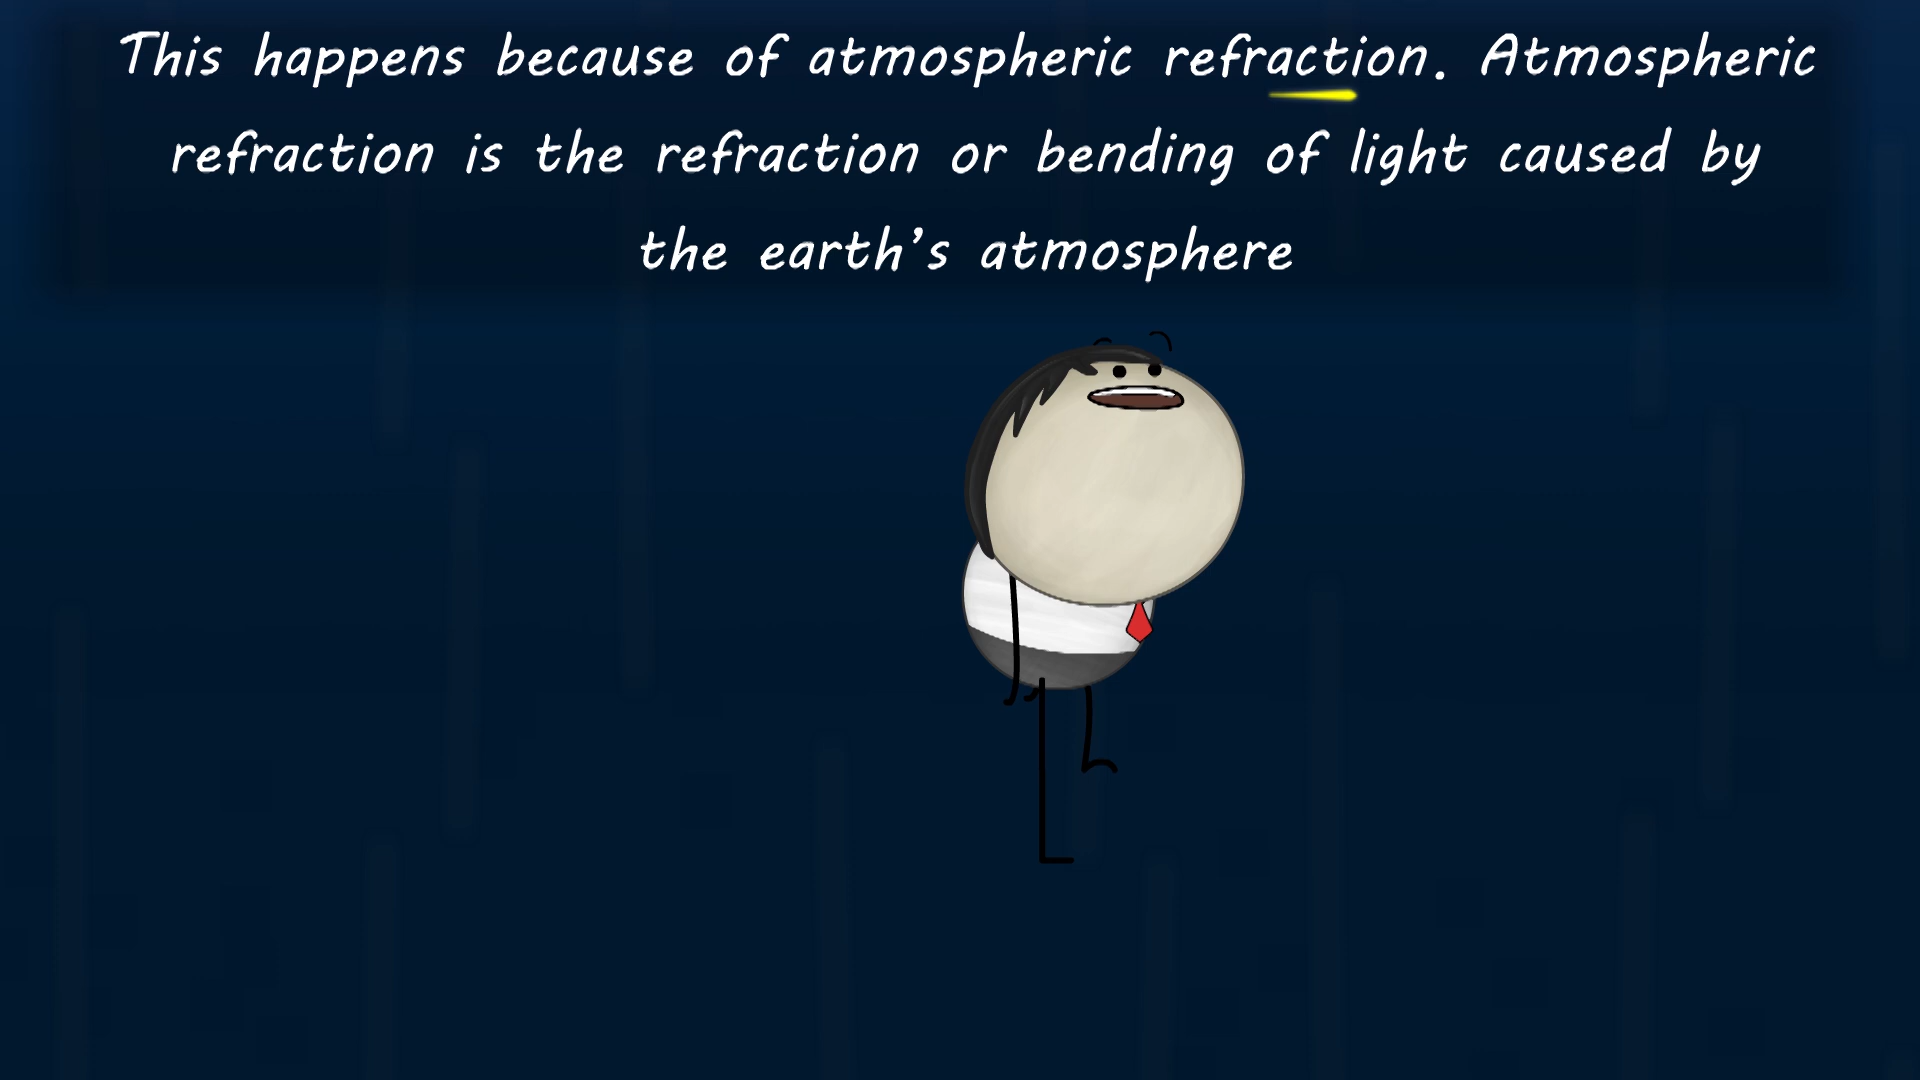 This happens because of atmospheric refraction. Atmospheric
refraction is the refraction or bending of light caused by
the earth's atmosphere